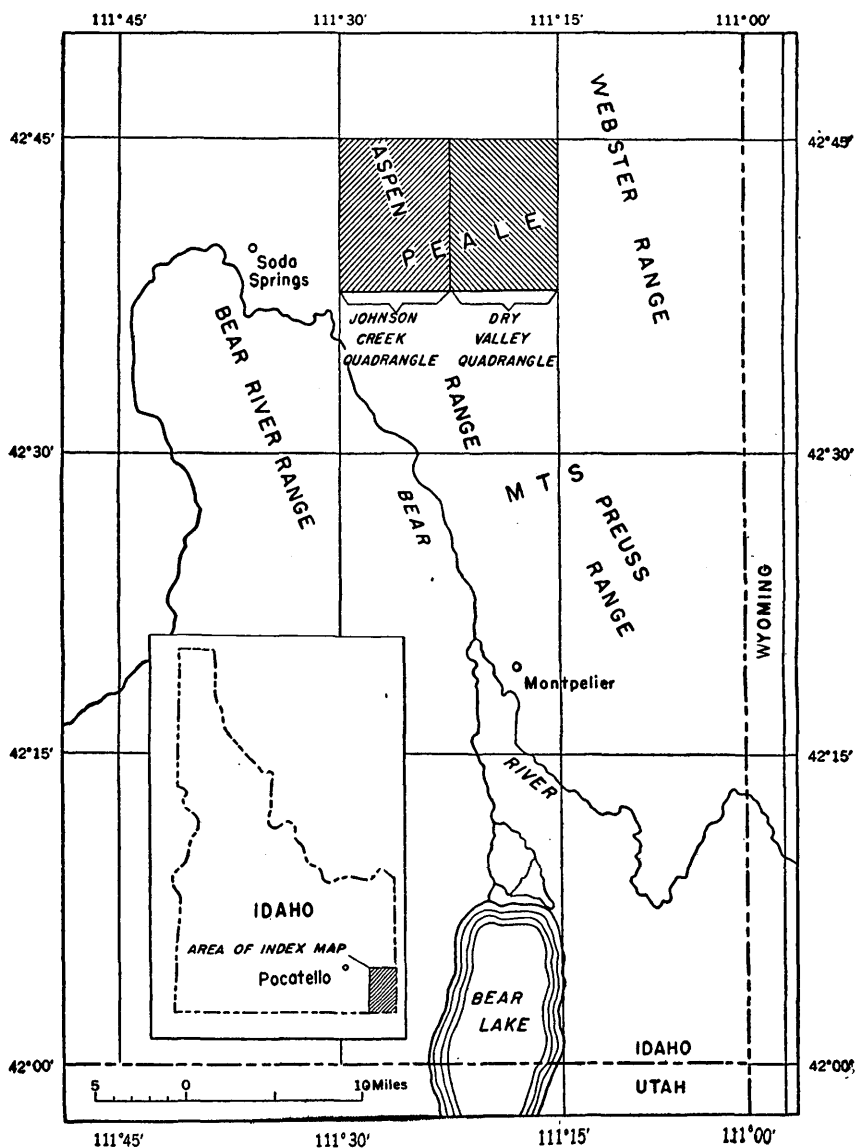 111°45' 111°30' 111°15' 111°00'
42°45' 42°45'
WEBSTER RANGE
ASPEN
PEALE
Soda
Springs
JOHNSON
CREEK
QUADRANGLE
DRY
VALLEY
QUADRANGLE
BEAR RIVER RANGE
RANGE
42°30' 42°30'
MTS
PREUSS
RANGE
BEAR
WYOMING
Montpelier
42°15' 42°15'
RIVER
IDAHO
AREA OF INDEX MAP
Pocatello
BEAR
LAKE
IDAHO
42°00' 42°00'
UTAH
5 0 10 Miles
111°45' 111°30' 111°15' 111°00'